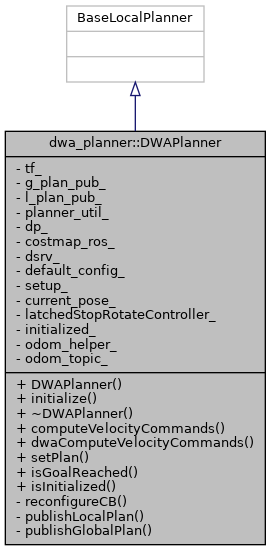 BaseLocalPlanner
dwa_planner::DWAPlanner
- tf_
- g_plan_pub_
- l_plan_pub_
- planner_util_
- dp_
- costmap_ros_
- dsrv_
- default_config_
- setup_
- current_pose_
- latchedStopRotateController_
- initialized_
- odom_helper_
- odom_topic_
+ DWAPlanner()
+ initialize()
+ ~DWAPlanner()
+ computeVelocityCommands()
+ dwaComputeVelocityCommands()
+ setPlan()
+ isGoalReached()
+ isInitialized()
- reconfigureCB()
- publishLocalPlan()
- publishGlobalPlan()